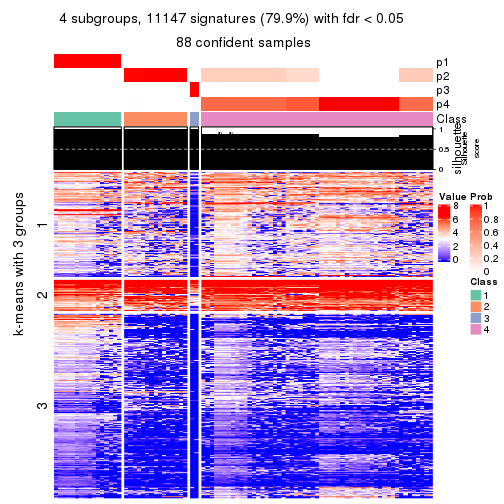 4 subgroups, 11147 signatures (79.9%) with fdr < 0.05
88 confident samples
p1
p2
p3
p4
Class
silhouette
Silhouette
score
1
0.5
0
k-means with 3 groups
1
2
3
Value
8
6
4
2
0
Prob
1
0.8
0.6
0.4
0.2
0
Class
1
2
3
4